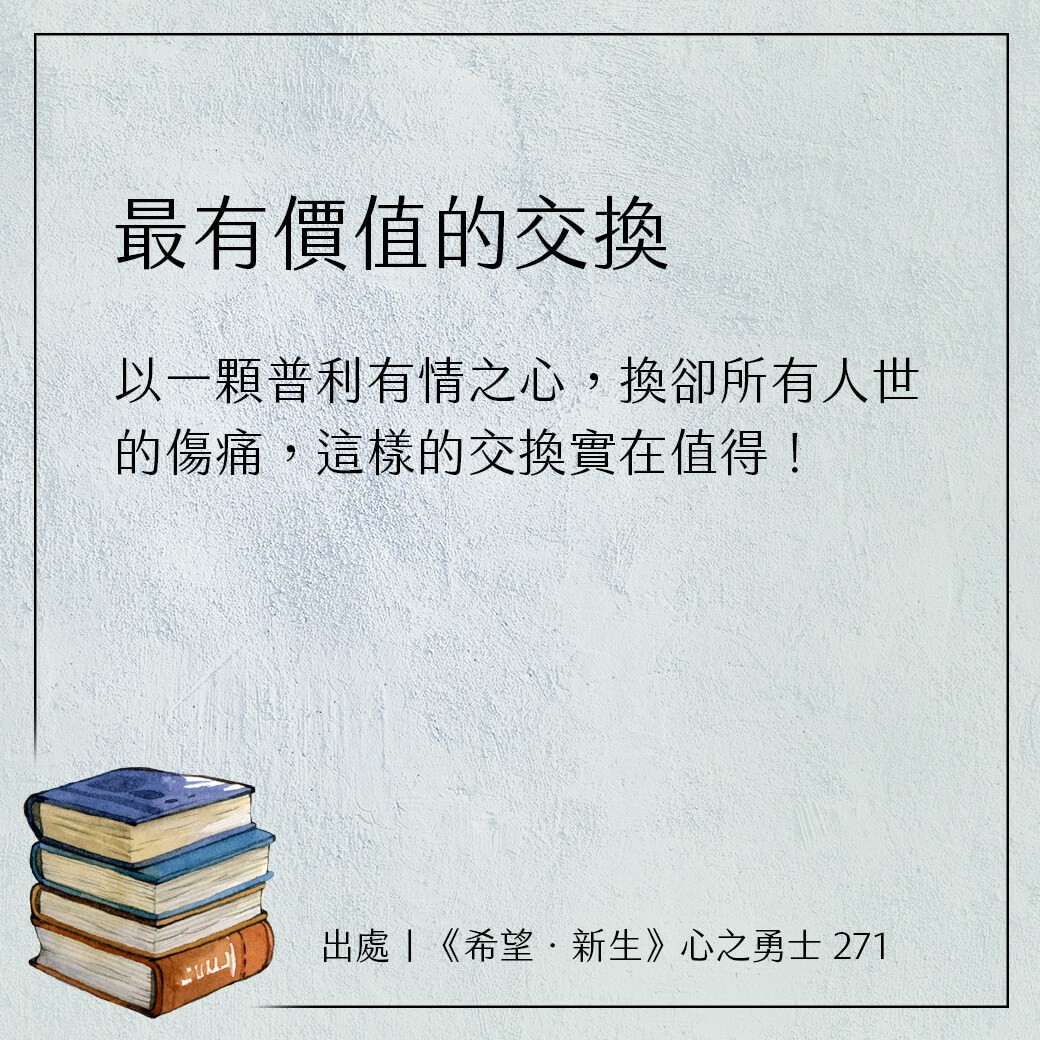 最有價值的交換
以一顆普利有情之心，換卻所有人世
的傷痛，這樣的交換實在值得！
出處｜《希望．新生》心之勇士 271